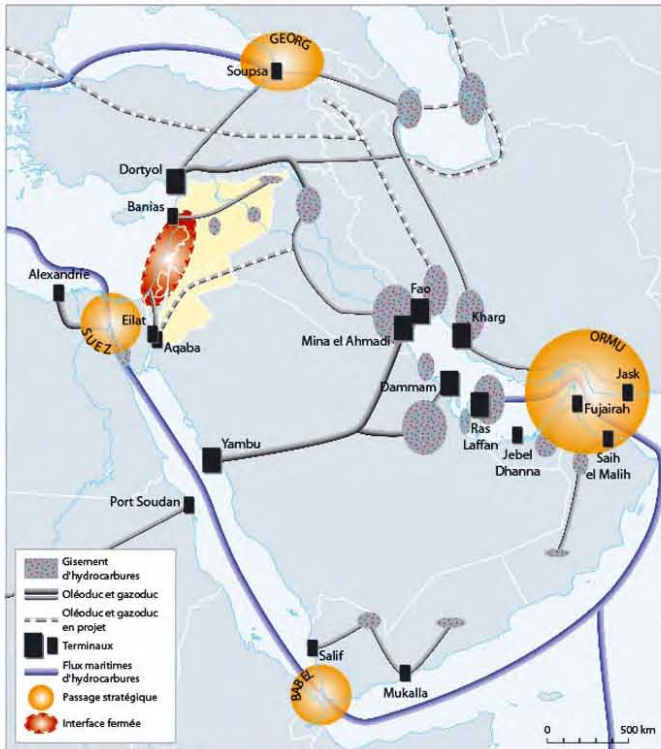 GEORG
Soupsa
Dortyol
Banias
Alexandrie
SUEZ
Eilat
Aqaba
Fao
Mina el Ahmadi
Kharg
ORMU
Jask
Fujairah
Dammam
Ras
Laffan
Jebel
Dhanna
Saih
el Malih
Yambu
Port Soudan
Salif
Mukalla
BABEL
Gisement
d'hydrocarbures
Oléoduc et gazoduc
Oléoduc et gazoduc
en projet
Terminaux
Flux maritimes
d'hydrocarbures
Passage stratégique
Interface fermée
0 500 km